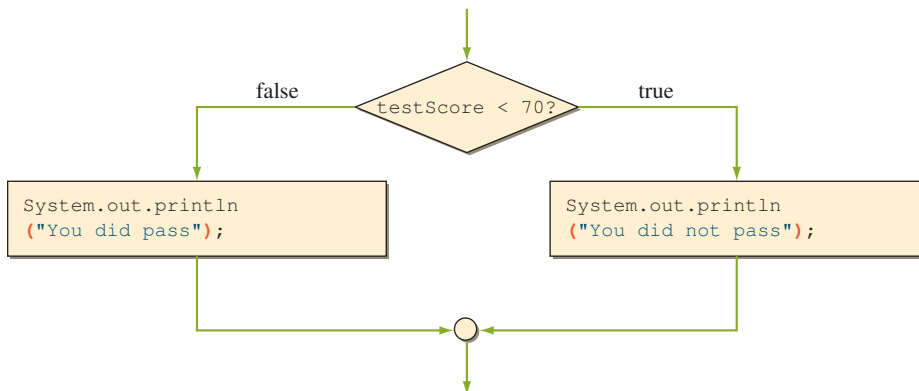 false
testScore < 70?
true
System.out.println
("You did pass");
System.out.println
("You did not pass");